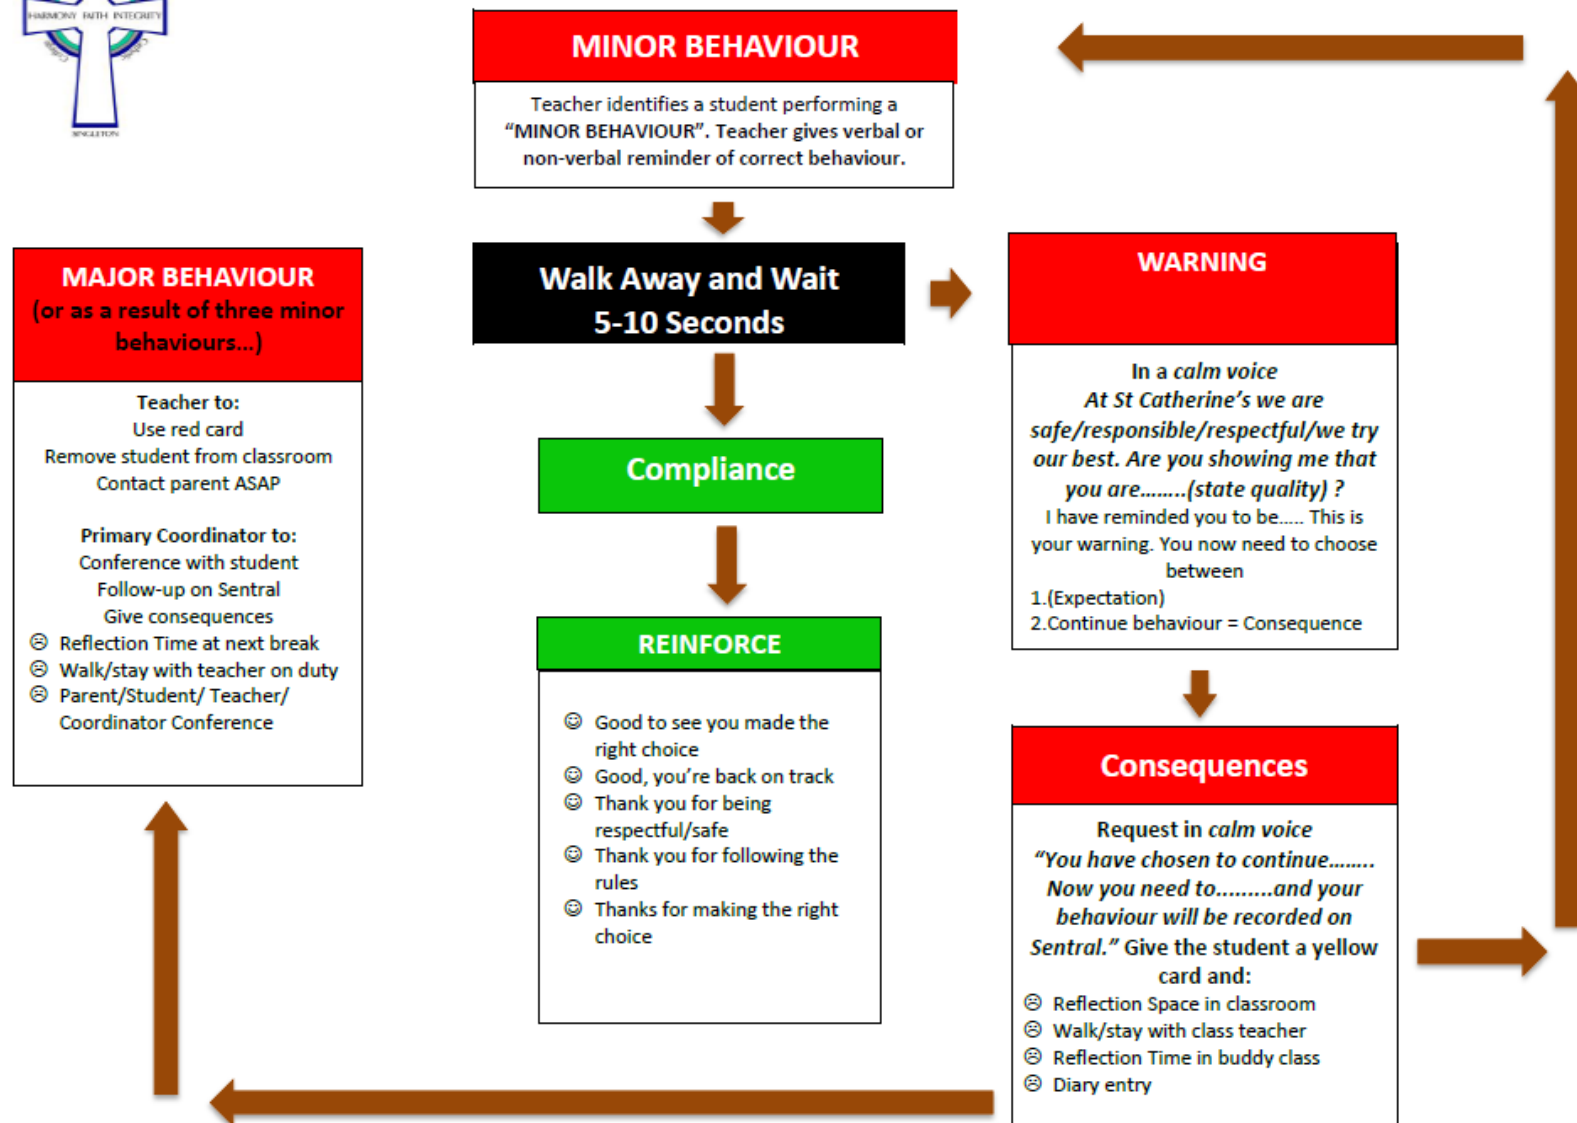 HARMONY FAITH INTEGRITY
College
Catholic
SINGLETON
MINOR BEHAVIOUR
Teacher identifies a student performing a
“MINOR BEHAVIOUR”. Teacher gives verbal or
non-verbal reminder of correct behaviour.
MAJOR BEHAVIOUR
(or as a result of three minor
behaviours...)
Teacher to:
Use red card
Remove student from classroom
Contact parent ASAP
Primary Coordinator to:
Conference with student
Follow-up on Sentral
Give consequences
☹ Reflection Time at next break
☹ Walk/stay with teacher on duty
☹ Parent/Student/ Teacher/
Coordinator Conference
Walk Away and Wait
5-10 Seconds
Compliance
REINFORCE
☺ Good to see you made the
right choice
☺ Good, you’re back on track
☺ Thank you for being
respectful/safe
☺ Thank you for following the
rules
☺ Thanks for making the right
choice
WARNING
In a calm voice
At St Catherine’s we are
safe/responsible/respectful/we try
our best. Are you showing me that
you are........(state quality) ?
I have reminded you to be..... This is
your warning. You now need to choose
between
1.(Expectation)
2.Continue behaviour = Consequence
Consequences
Request in calm voice
“You have chosen to continue........
Now you need to.........and your
behaviour will be recorded on
Sentral.” Give the student a yellow
card and:
☹ Reflection Space in classroom
☹ Walk/stay with class teacher
☹ Reflection Time in buddy class
☹ Diary entry